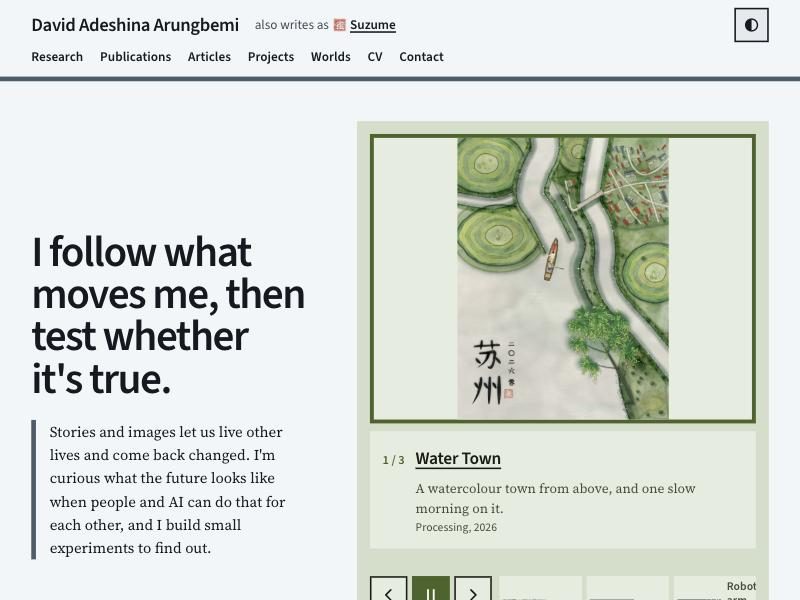 David Adeshina Arungbemi
also writes as Suzume
Research Publications Articles Projects Worlds CV Contact
I follow what
moves me, then
test whether
it's true.
Stories and images let us live other
lives and come back changed. I'm
curious what the future looks like
when people and AI can do that for
each other, and I build small
experiments to find out.
苏州
二〇二六
1 / 3 Water Town
A watercolour town from above, and one slow
morning on it.
Processing, 2026
Robot